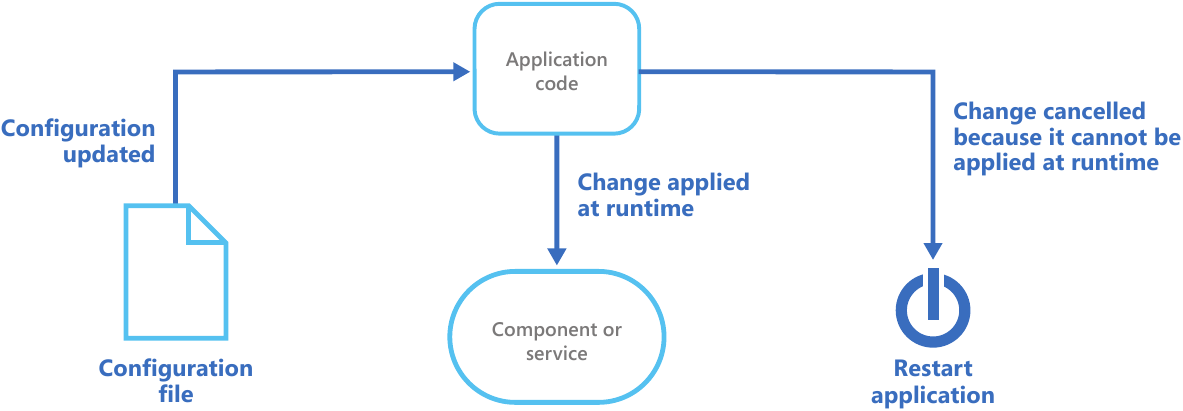 Application
code
Configuration
updated
Change cancelled
because it cannot be
applied at runtime
Change applied
at runtime
Component or
service
Configuration
file
Restart
application